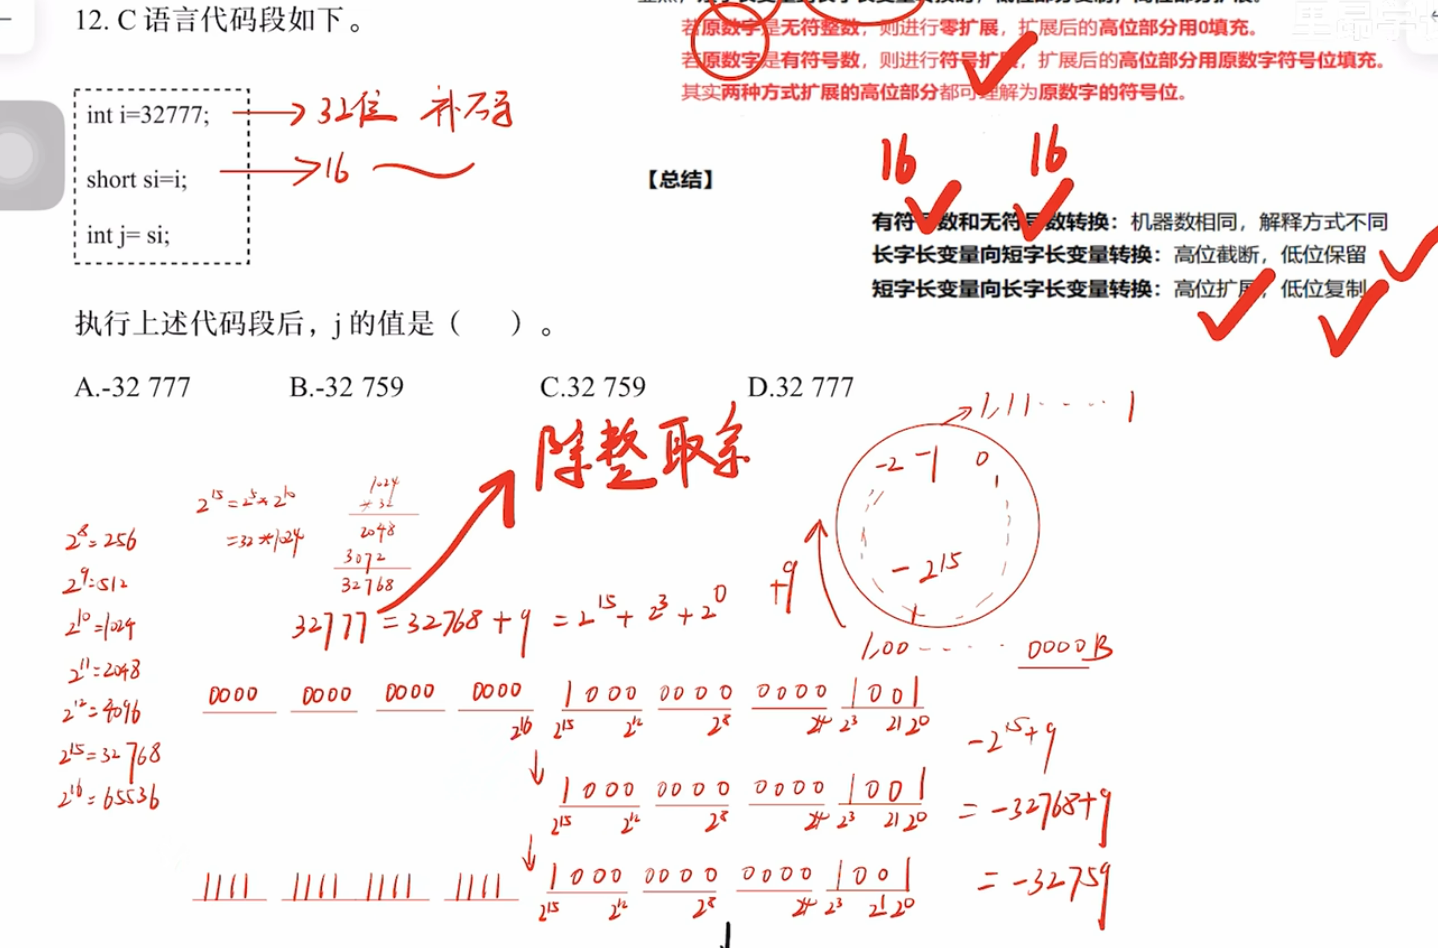 12. C 语言代码段如下。
int i=32777;
short si=i;
int j= si;
32位 补码
16
若原数字是无符整数，则进行零扩展，扩展后的高位部分用0填充。
若原数字是有符号数，则进行符号扩展，扩展后的高位部分用原数字符号位填充。
其实两种方式扩展的高位部分都可理解为原数字的符号位。
16 16
【总结】
有符号数和无符号数转换：机器数相同，解释方式不同
长字长变量向短字长变量转换：高位截断，低位保留
短字长变量向长字长变量转换：高位扩展，低位复制
执行上述代码段后，j 的值是（ ）。
A.-32 777 B.-32 759 C.32 759 D.32 777
除整取余
1,11 - - - - 1
-2 -1 0
-2^15
+9
1,00 - - - - 0000B
2^15=2^5*2^10
=32*1024
1024
*32
2048
3072
32768
2^8=256
2^9=512
2^10=1024
2^11=2048
2^12=4096
2^15=32768
2^16=65536
32777=32768+9=2^15+2^3+2^0
0000 0000 0000 0000 1000 0000 0000 1001
2^16 2^15 2^12 2^8 2^4 2^3 2^1 2^0
↓ 1000 0000 0000 1001
2^15 2^12 2^8 2^4 2^3 2^1 2^0
↓
1111 1111 1111 1111 1000 0000 0000 1001
2^15 2^12 2^8 2^4 2^3 2^1 2^0
-2^15+9
=-32768+9
=-32759